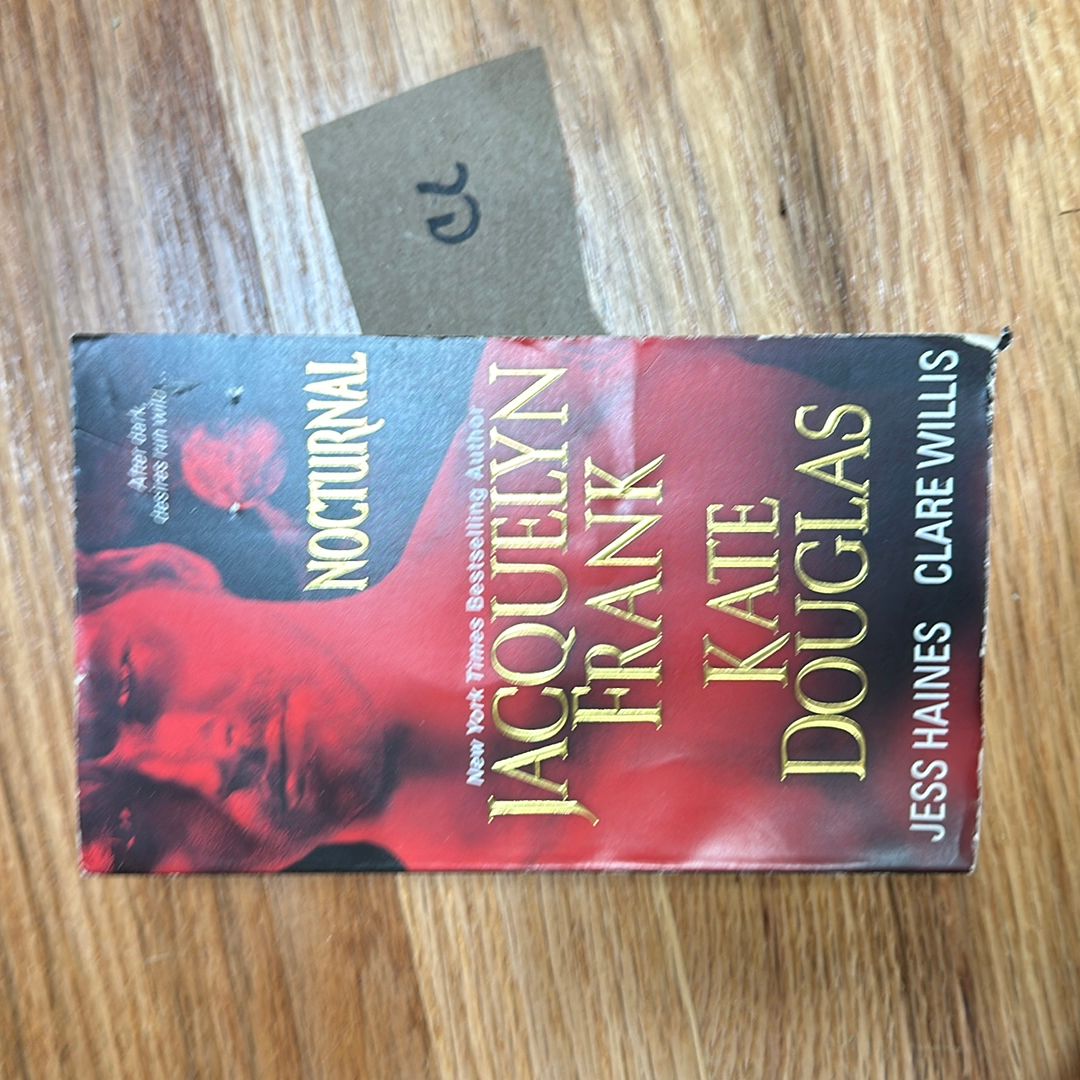 After dark,
desires run wild...
NOCTURNAL
New York Times Bestselling Author
JACQUELYN
FRANK
KATE
DOUGLAS
JESS HAINES CLARE WILLIS